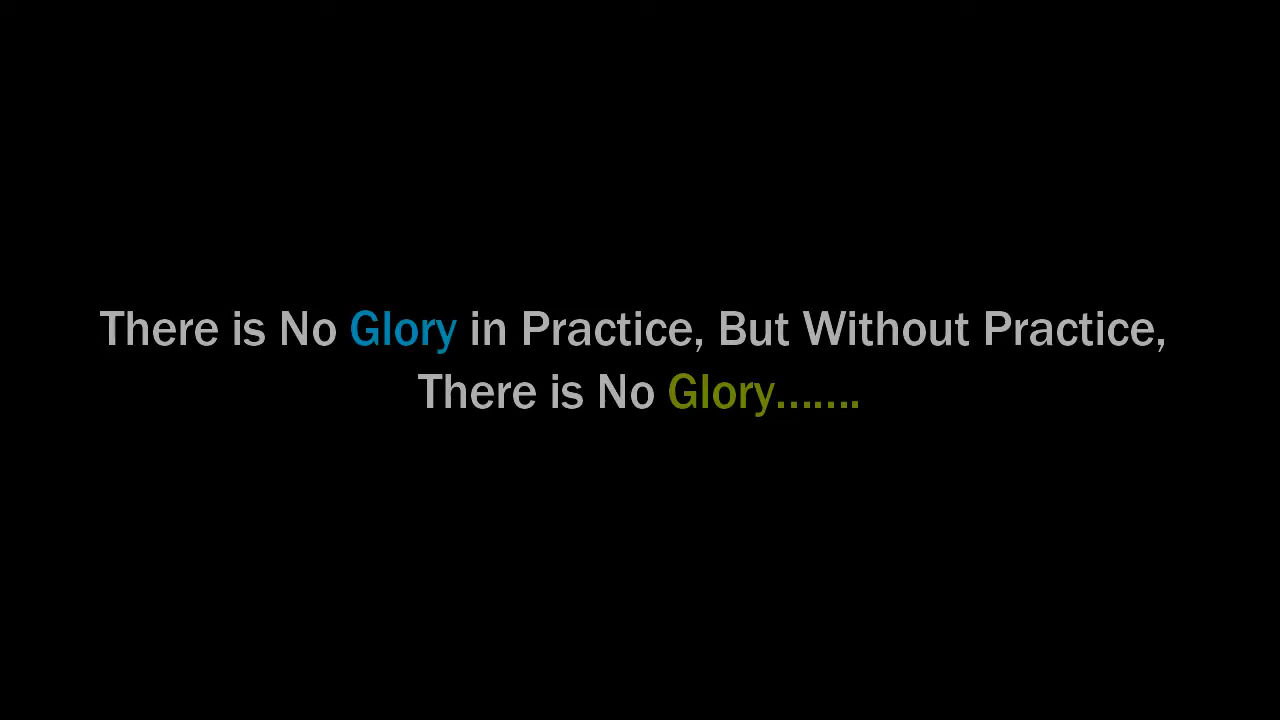 There is No Glory in Practice, But Without Practice,
There is No Glory.......